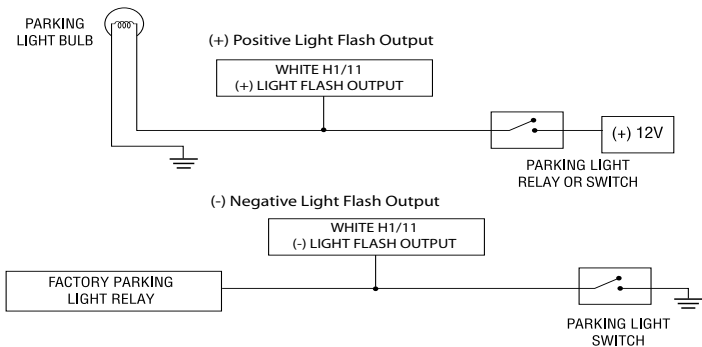 PARKING
LIGHT BULB
(+) Positive Light Flash Output
WHITE H1/11
(+) LIGHT FLASH OUTPUT
(+) 12V
PARKING LIGHT
RELAY OR SWITCH
(-) Negative Light Flash Output
WHITE H1/11
(-) LIGHT FLASH OUTPUT
FACTORY PARKING
LIGHT RELAY
PARKING LIGHT
SWITCH